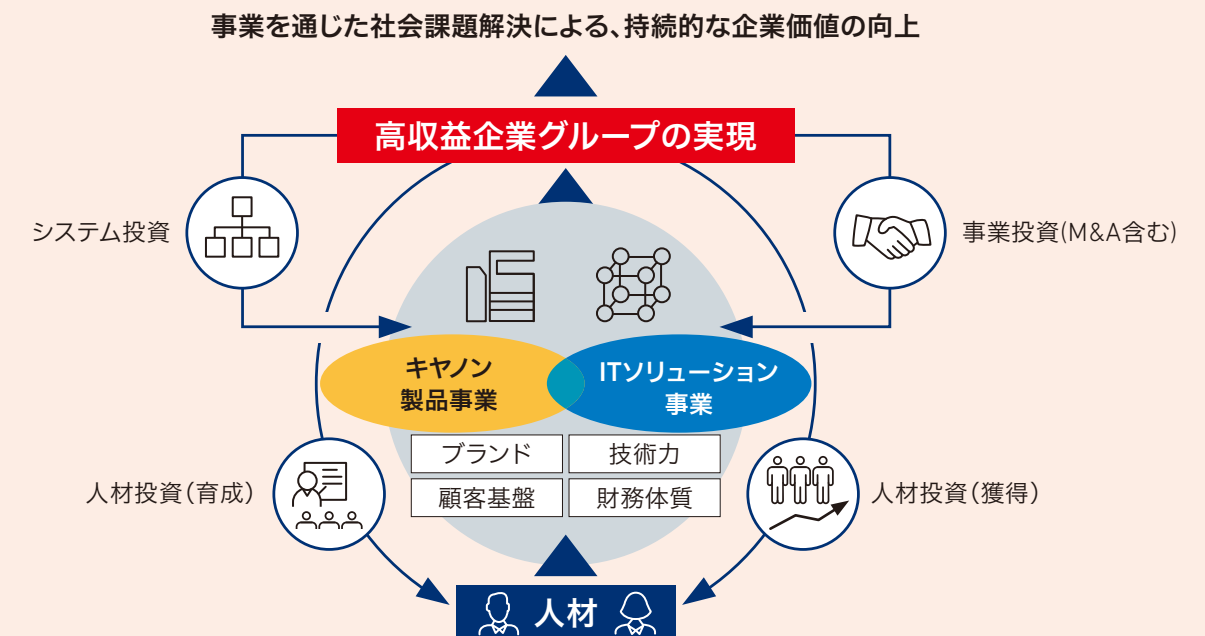 事業を通じた社会課題解決による、持続的な企業価値の向上
高収益企業グループの実現
システム投資
事業投資(M&A含む)
キヤノン
製品事業
ITソリューション
事業
ブランド
技術力
顧客基盤
財務体質
人材投資（育成）
人材投資（獲得）
人材